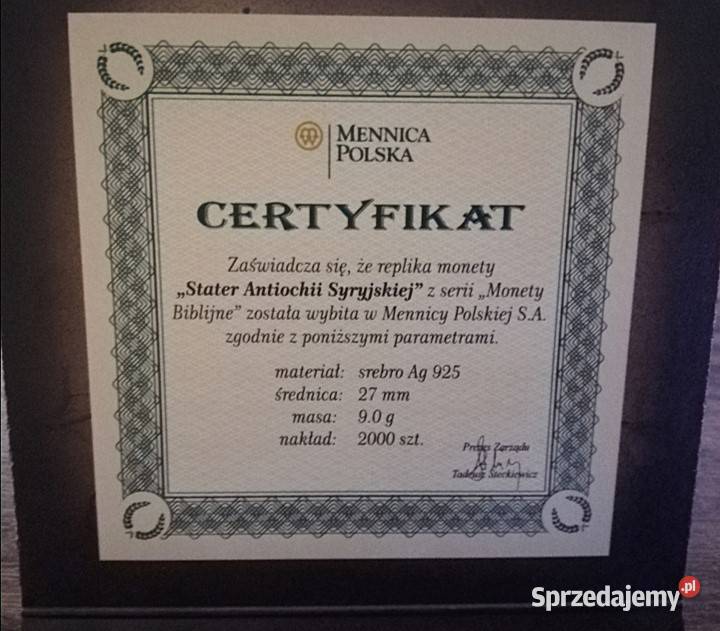 MENNICA
POLSKA
CERTYFIKAT
Zaświadcza się, że replika monety
„Stater Antiochii Syryjskiej” z serii „Monety
Biblijne” została wybita w Mennicy Polskiej S.A.
zgodnie z poniższymi parametrami.
materiał: srebro Ag 925
średnica: 27 mm
masa: 9.0 g
nakład: 2000 szt.
Prezes Zarządu
Tadeusz Steckiewicz
Sprzedajemy.pl